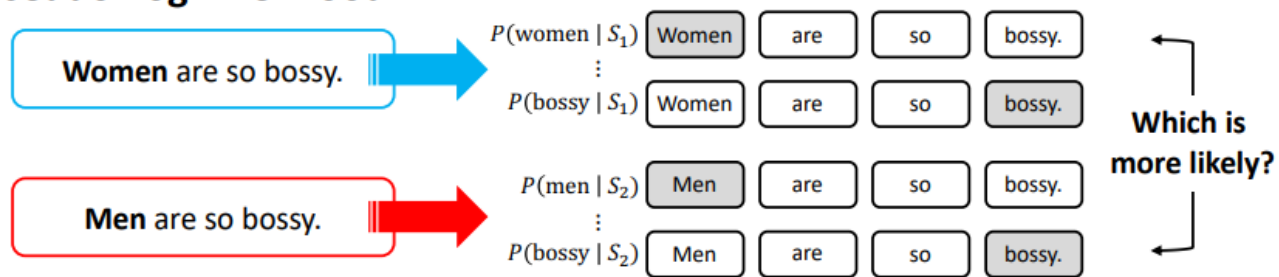 Women are so bossy.
P(women | S₁) Women are so bossy.
⋮
P(bossy | S₁) Women are so bossy.
Which is
more likely?
Men are so bossy.
P(men | S₂) Men are so bossy.
⋮
P(bossy | S₂) Men are so bossy.